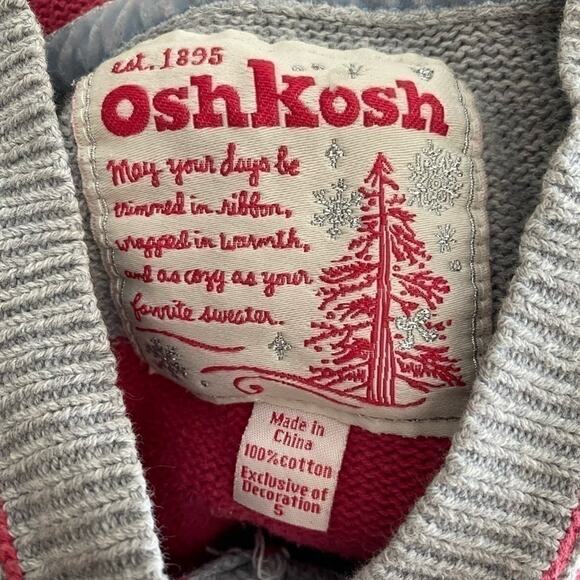 est. 1895
OshKosh
May your days be
trimmed in ribbon,
wrapped in warmth,
and as cozy as your
favorite sweater.
Made in
China
100%cotton
Exclusive of
Decoration
5